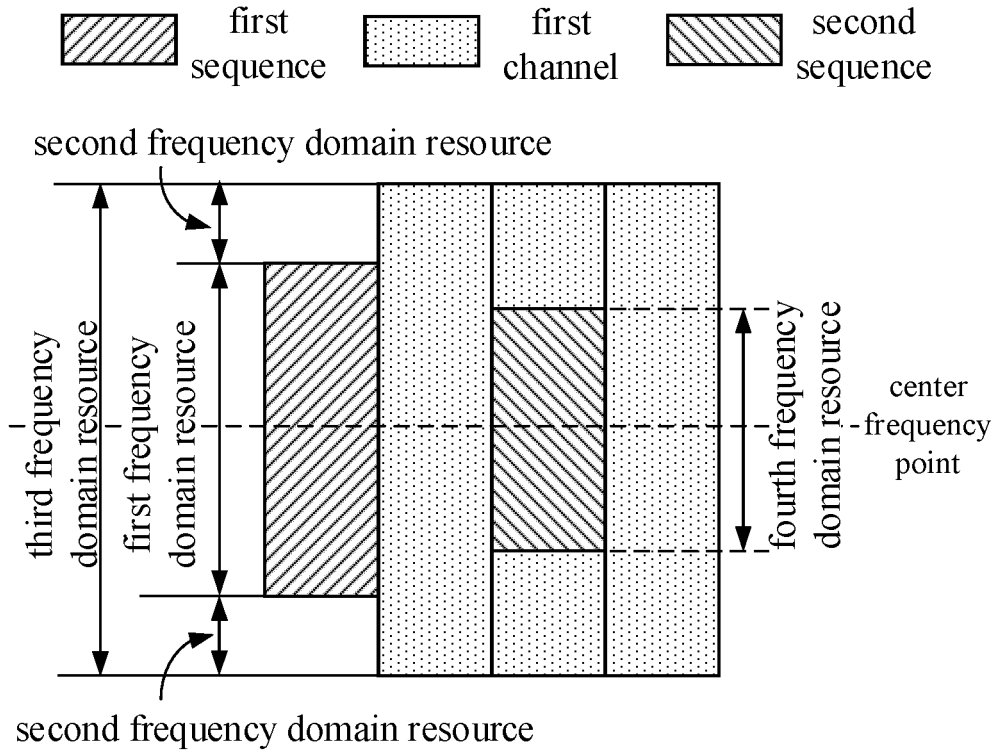 first
sequence
first
channel
second
sequence
second frequency domain resource
third frequency
domain resource
first frequency
domain resource
fourth frequency
domain resource
center
frequency
point
second frequency domain resource